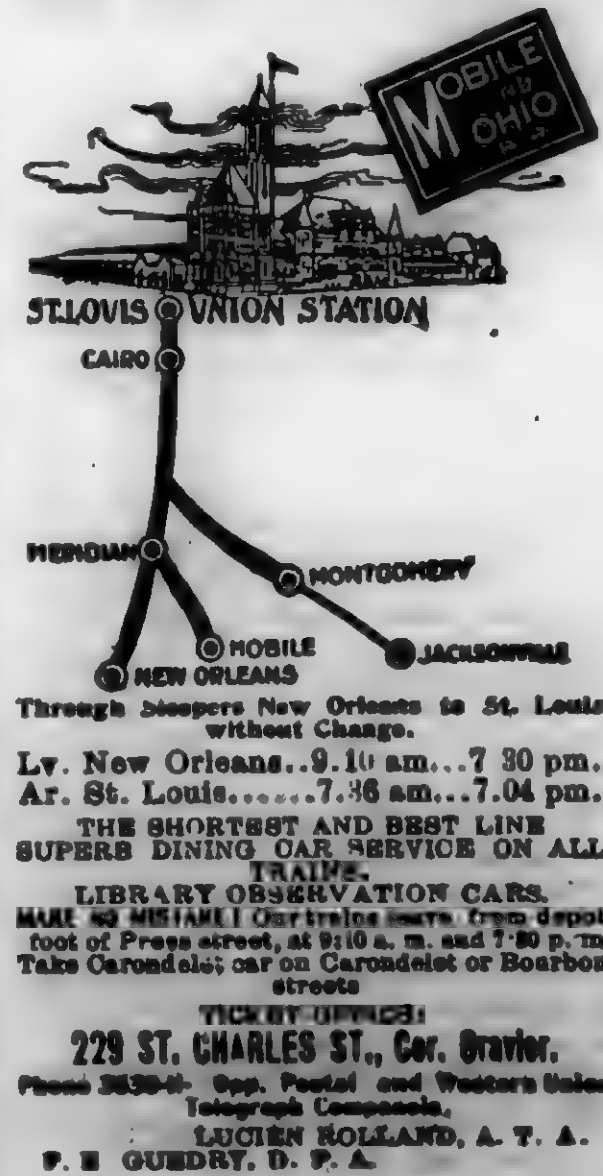 MOBILE
OHIO
ST. LOVIS VNION STATION
CAIRO
MERIDIAN
MONTGOMERY
MOBILE
JACKSONVILLE
NEW ORLEANS
Through Sleepers New Orleans to St. Louis
without Change.
Lv. New Orleans..9.10 am...7 30 pm.
Ar. St. Louis......7.36 am...7.04 pm.
THE SHORTEST AND BEST LINE
SUPERB DINING CAR SERVICE ON ALL
TRAINS.
LIBRARY OBSERVATION CARS.
MAKE NO MISTAKE! Our trains leave from depot
foot of Press street, at 9:10 a. m. and 7:30 p. m.
Take Carondelet car on Carondelet or Bourbon
streets
TICKET OFFICE:
229 ST. CHARLES ST., Cor. Gravier.
Phone Opp. Postal and Western Union
Telegraph Companies.
LUCIEN HOLLAND, A. T. A.
F. E GUEDRY, D. P. A.